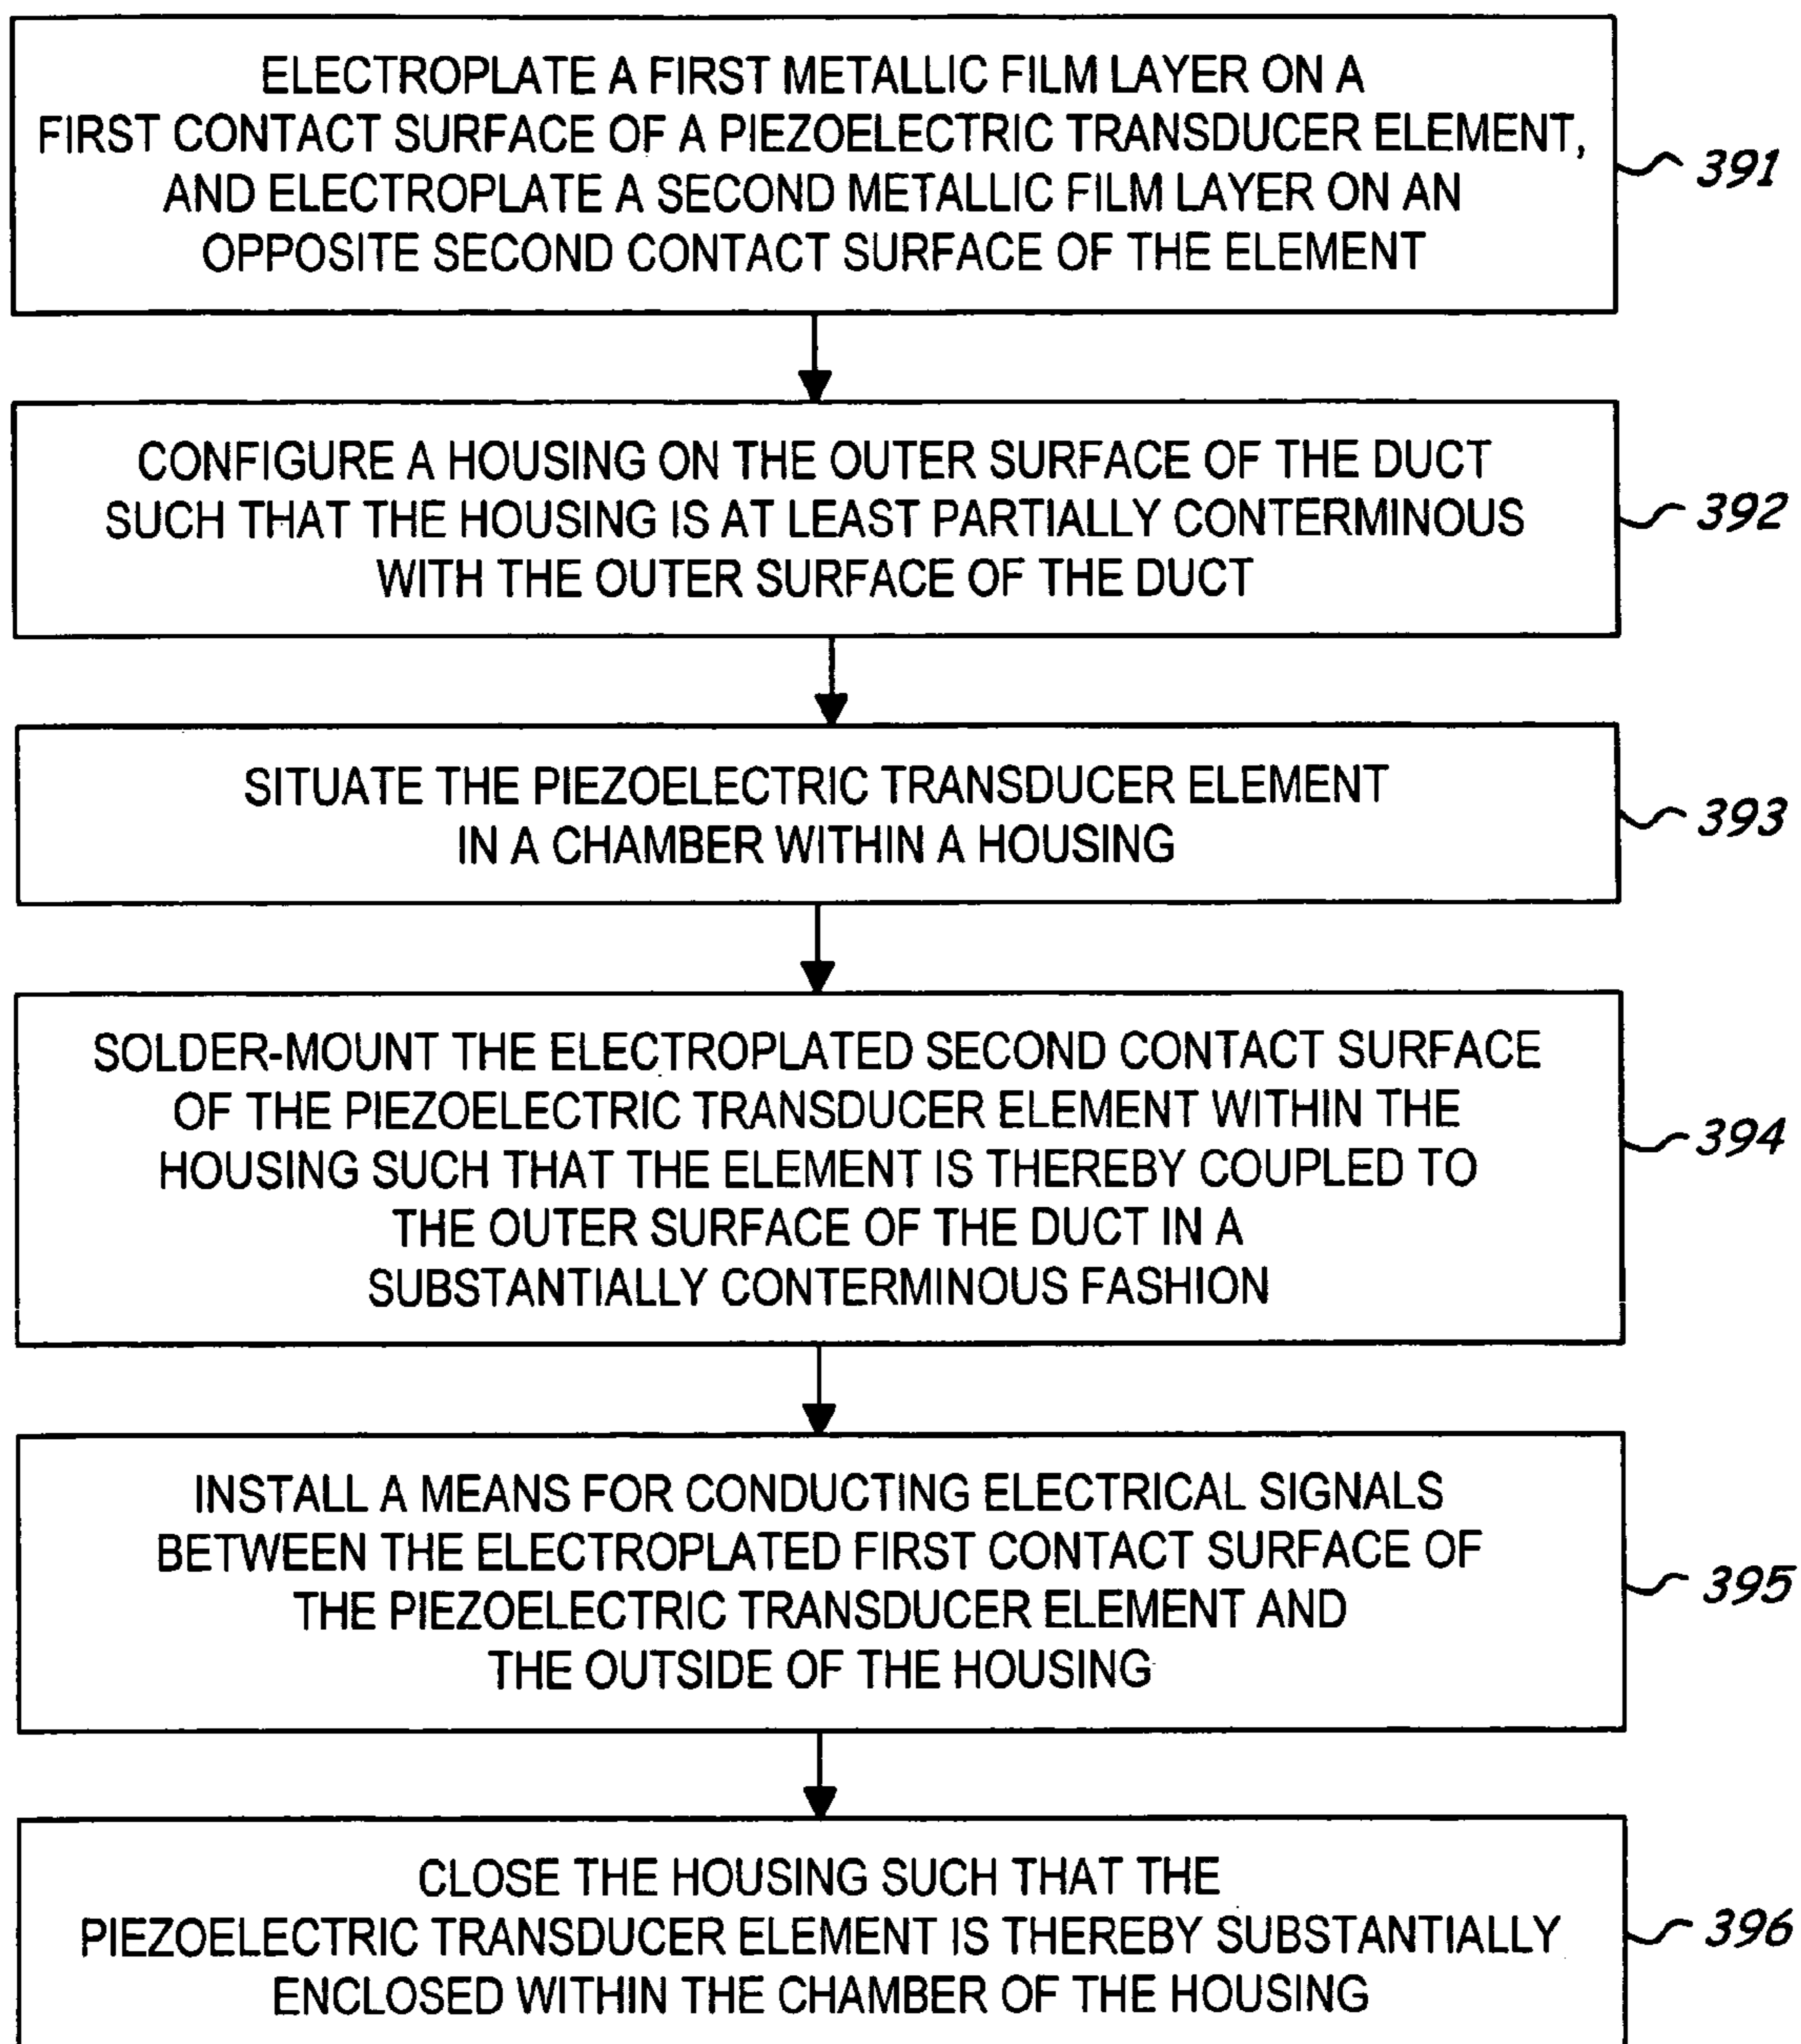 ELECTROPLATE A FIRST METALLIC FILM LAYER ON A
FIRST CONTACT SURFACE OF A PIEZOELECTRIC TRANSDUCER ELEMENT,
AND ELECTROPLATE A SECOND METALLIC FILM LAYER ON AN
OPPOSITE SECOND CONTACT SURFACE OF THE ELEMENT
391
CONFIGURE A HOUSING ON THE OUTER SURFACE OF THE DUCT
SUCH THAT THE HOUSING IS AT LEAST PARTIALLY CONTERMINOUS
WITH THE OUTER SURFACE OF THE DUCT
392
SITUATE THE PIEZOELECTRIC TRANSDUCER ELEMENT
IN A CHAMBER WITHIN A HOUSING
393
SOLDER-MOUNT THE ELECTROPLATED SECOND CONTACT SURFACE
OF THE PIEZOELECTRIC TRANSDUCER ELEMENT WITHIN THE
HOUSING SUCH THAT THE ELEMENT IS THEREBY COUPLED TO
THE OUTER SURFACE OF THE DUCT IN A
SUBSTANTIALLY CONTERMINOUS FASHION
394
INSTALL A MEANS FOR CONDUCTING ELECTRICAL SIGNALS
BETWEEN THE ELECTROPLATED FIRST CONTACT SURFACE OF
THE PIEZOELECTRIC TRANSDUCER ELEMENT AND
THE OUTSIDE OF THE HOUSING
395
CLOSE THE HOUSING SUCH THAT THE
PIEZOELECTRIC TRANSDUCER ELEMENT IS THEREBY SUBSTANTIALLY
ENCLOSED WITHIN THE CHAMBER OF THE HOUSING
396